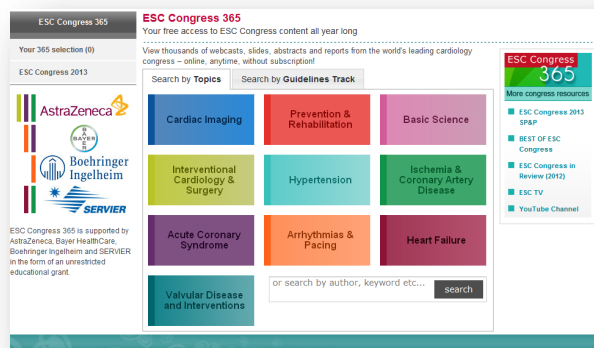 ESC Congress 365
Your 365 selection (0)
ESC Congress 2013
AstraZeneca
BAYER
BAYER
Boehringer
Ingelheim
SERVIER
ESC Congress 365 is supported by
AstraZeneca, Bayer HealthCare,
Boehringer Ingelheim and SERVIER
in the form of an unrestricted
educational grant.
ESC Congress 365
Your free access to ESC Congress content all year long
View thousands of webcasts, slides, abstracts and reports from the world's leading cardiology
congress – online, anytime, without subscription!
Search by Topics
Search by Guidelines Track
Cardiac Imaging
Prevention &
Rehabilitation
Basic Science
Interventional
Cardiology &
Surgery
Hypertension
Ischemia &
Coronary Artery
Disease
Acute Coronary
Syndrome
Arrhythmias &
Pacing
Heart Failure
Valvular Disease
and Interventions
or search by author, keyword etc...
search
ESC Congress
365
More congress resources
ESC Congress 2013
SP&P
BEST OF ESC
Congress
ESC Congress in
Review (2012)
ESC TV
YouTube Channel